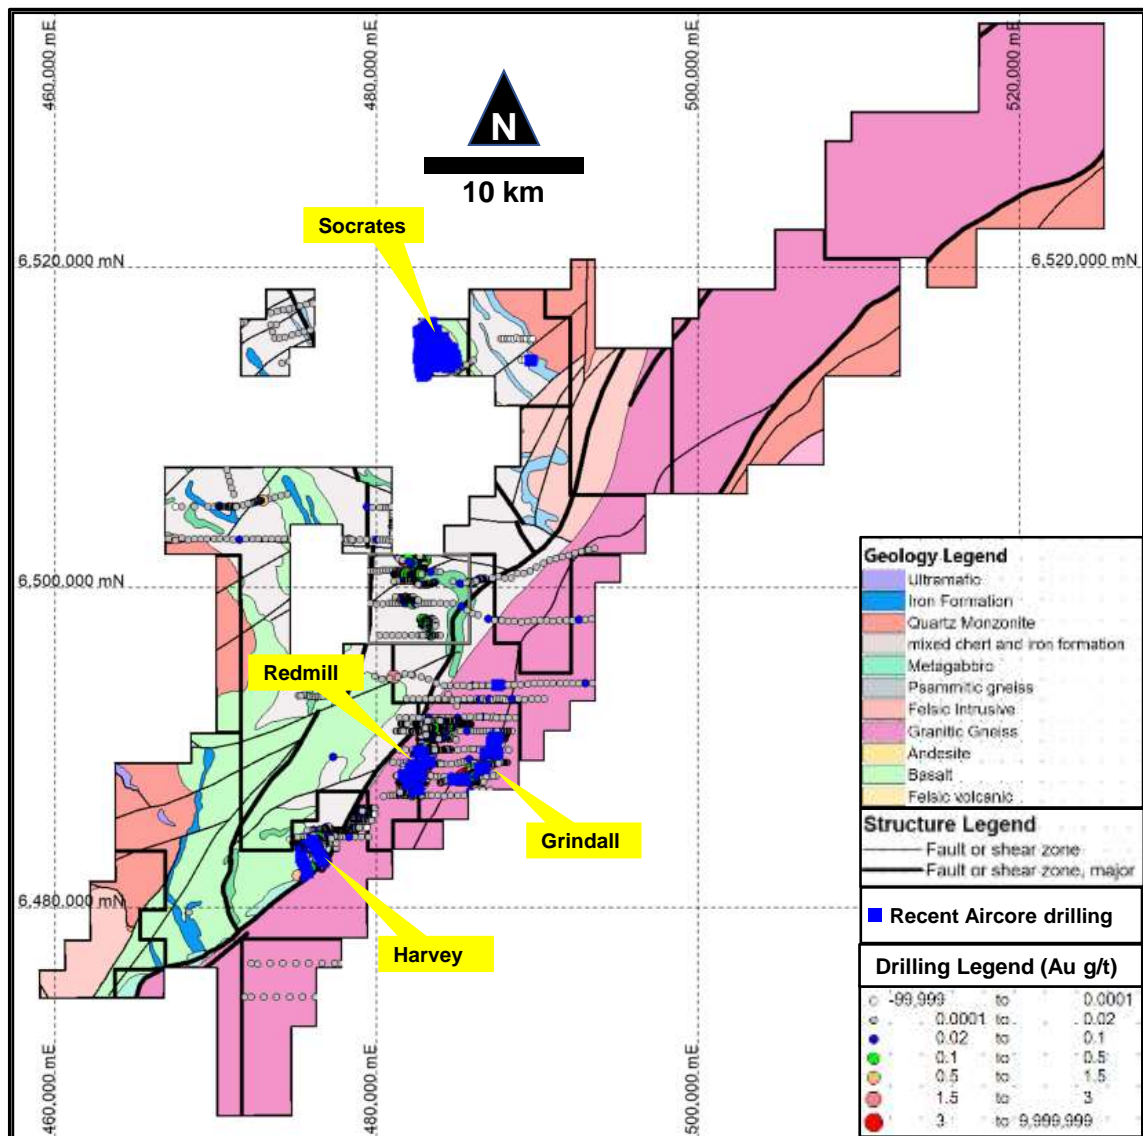 460,000 mE
480,000 mE
500,000 mE
520,000 mE
N
10 km
Socrates
6,520,000 mN
6,520,000 mN
6,500,000 mN
Redmill
Grindall
6,480,000 mN
Harvey
460,000 mE
480,000 mE
500,000 mE
Geology Legend
Ultramafic
Iron Formation
Quartz Monzonite
mixed chert and iron formation
Metagabbro
Psammitic gneiss
Felsic Intrusive
Granitic Gneiss
Andesite
Basalt
Felsic volcanic
Structure Legend
Fault or shear zone
Fault or shear zone, major
Recent Aircore drilling
Drilling Legend (Au g/t)
-99,999 to 0.0001
0.0001 to 0.02
0.02 to 0.1
0.1 to 0.5
0.5 to 1.5
1.5 to 3
3 to 9,999,999